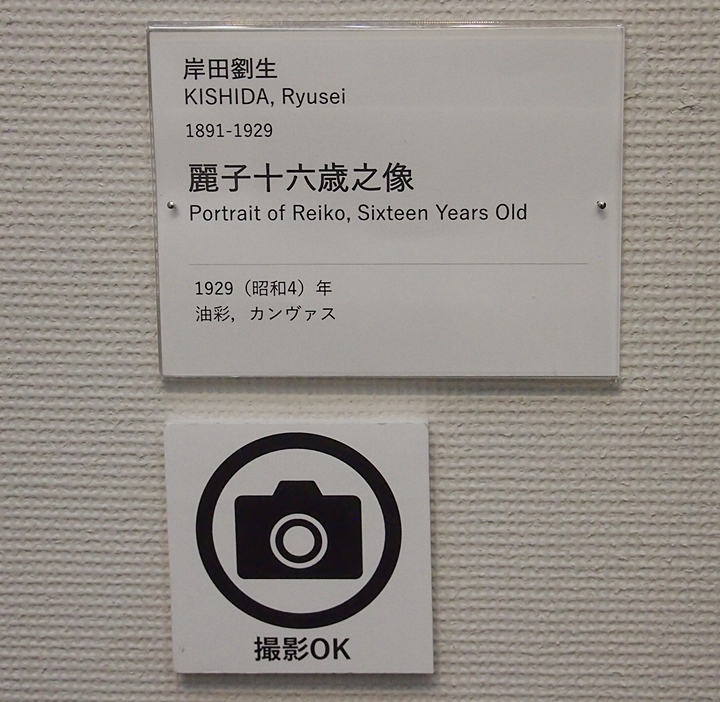 岸田劉生
KISHIDA, Ryusei
1891-1929
麗子十六歳之像
Portrait of Reiko, Sixteen Years Old
1929（昭和4）年
油彩，カンヴァス
撮影OK